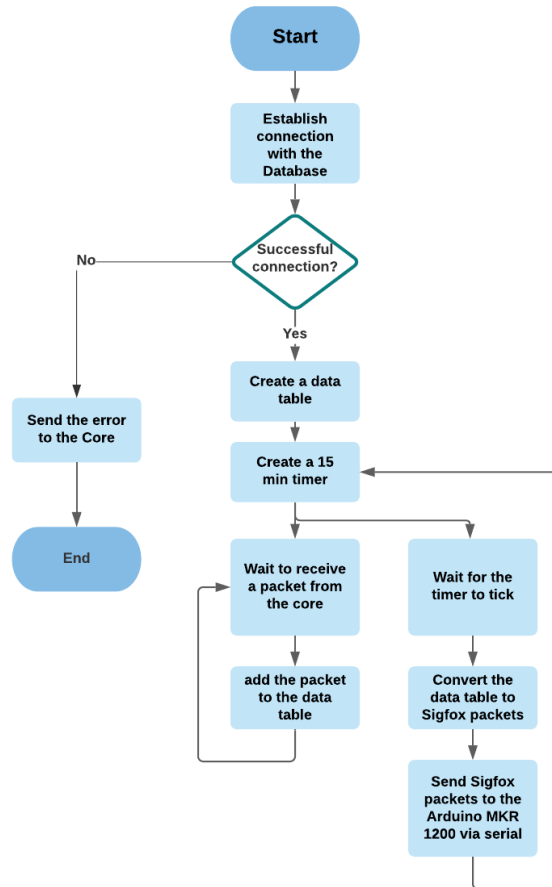 Start
Establish
connection
with the
Database
Successful
connection?
No
Yes
Create a data
table
Send the error
to the Core
Create a 15
min timer
End
Wait to receive
a packet from
the core
Wait for the
timer to tick
add the packet
to the data
table
Convert the
data table to
Sigfox packets
Send Sigfox
packets to the
Arduino MKR
1200 via serial